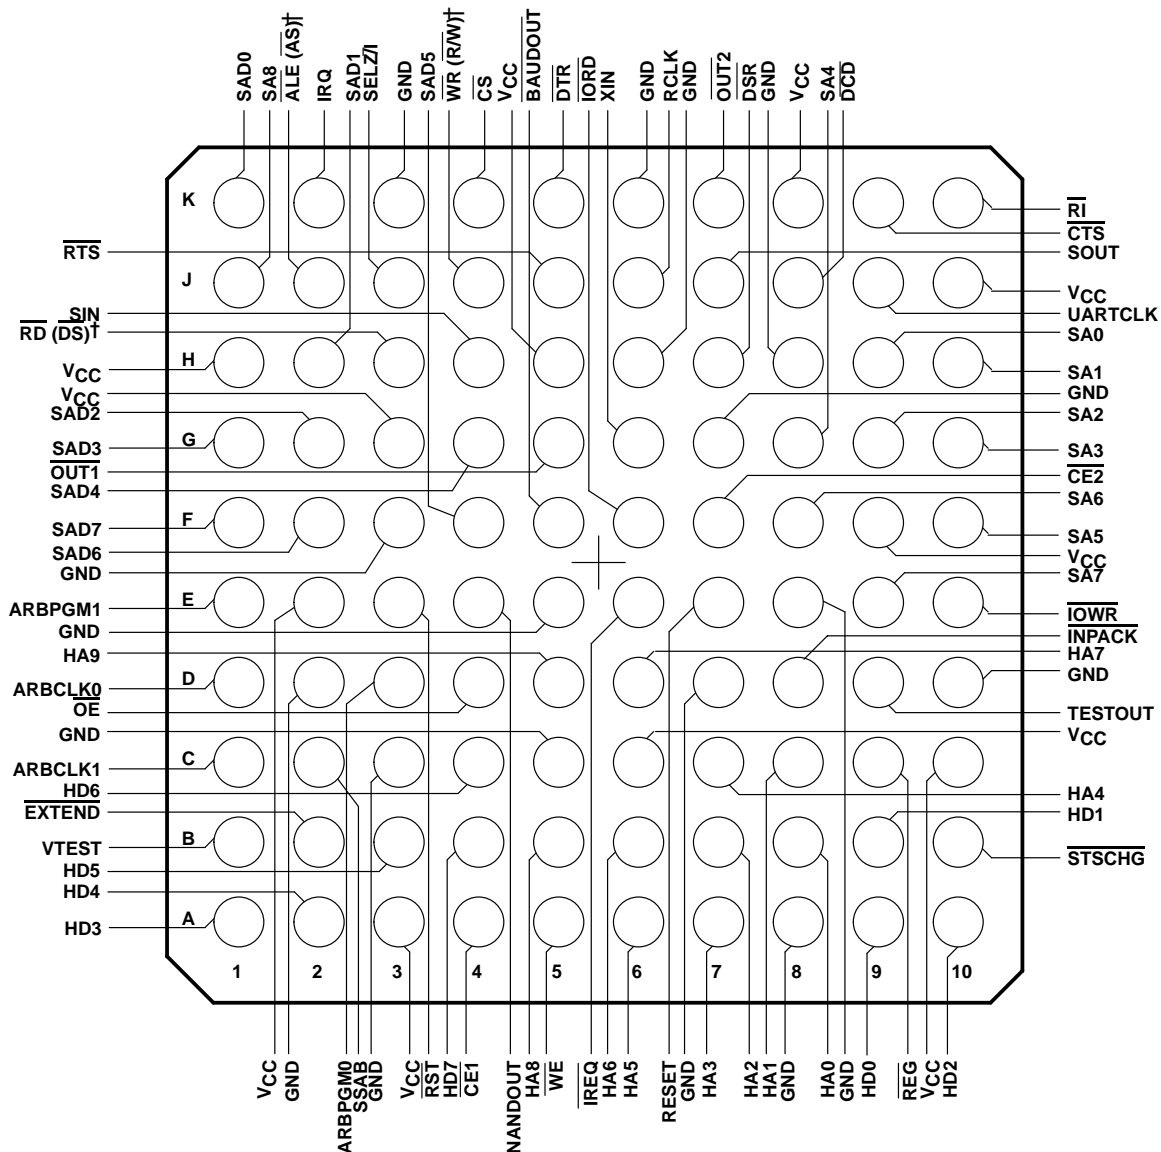 SAD0
SA8
ALE (AS)†
IRQ
SAD1
SELZ/I
GND
SAD5
WR (R/W)†
CS
VCC
BAUDOUT
DTR
IORD
XIN
GND
RCLK
GND
OUT2
DSR
GND
VCC
SA4
DCD
K
J
H
G
F
E
D
C
B
A
1 2 3 4 5 6 7 8 9 10
RTS
SIN
RD (DS)†
VCC
VCC
SAD2
SAD3
OUT1
SAD4
SAD7
SAD6
GND
ARBPGM1
GND
HA9
ARBCLK0
OE
GND
ARBCLK1
HD6
EXTEND
VTEST
HD5
HD4
HD3
RI
CTS
SOUT
VCC
UARTCLK
SA0
SA1
GND
SA2
SA3
CE2
SA6
SA5
VCC
SA7
IOWR
INPACK
HA7
GND
TESTOUT
VCC
HA4
HD1
STSCHG
VCC
GND
ARBPGM0
SSAB
GND
VCC
RST
HD7
CE1
NANDOUT
HA8
WE
IREQ
HA6
HA5
RESET
GND
HA3
HA2
HA1
GND
HA0
GND
HD0
REG
VCC
HD2